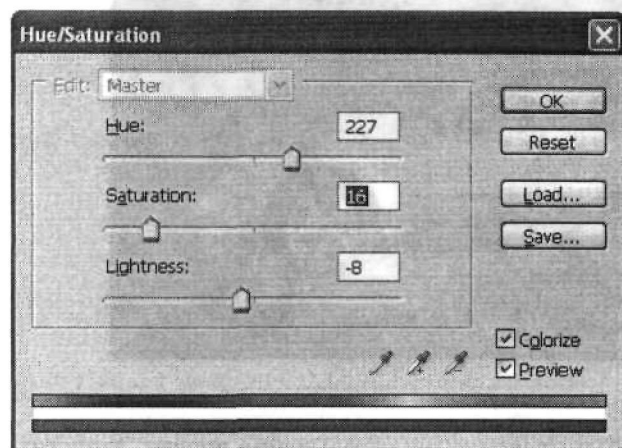 Hue/Saturation
Edit: Master
Hue: 227
Saturation: 16
Lightness: -8
OK
Reset
Load...
Save...
Colorize
Preview